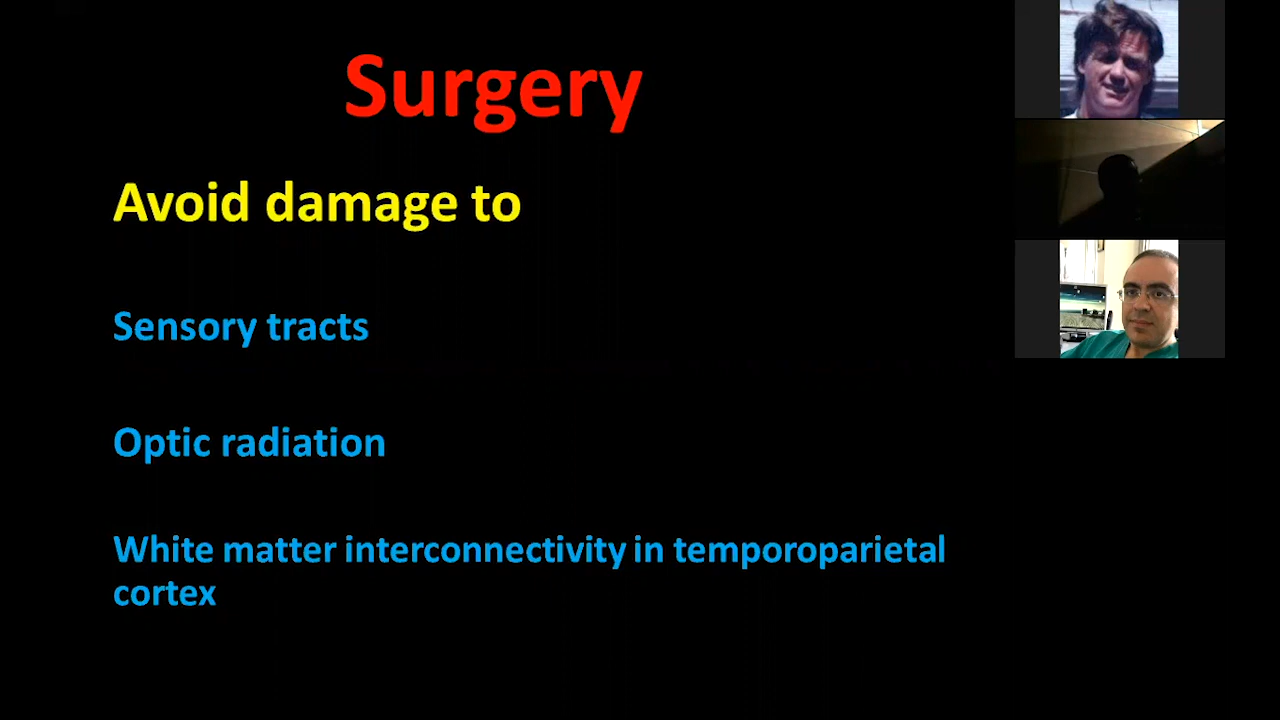 Surgery
Avoid damage to
Sensory tracts
Optic radiation
White matter interconnectivity in temporoparietal
cortex